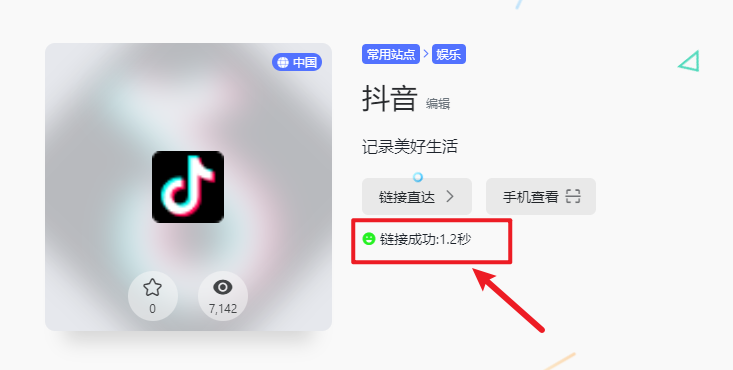 中国
常用站点 > 娱乐
抖音 编辑
记录美好生活
链接直达 手机查看
链接成功:1.2秒
0 7,142